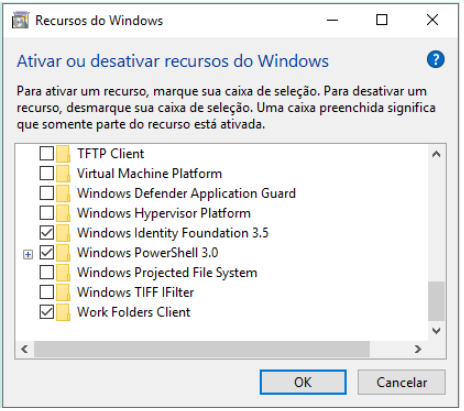 Recursos do Windows
Ativar ou desativar recursos do Windows
Para ativar um recurso, marque sua caixa de seleção. Para desativar um
recurso, desmarque sua caixa de seleção. Uma caixa preenchida significa
que somente parte do recurso está ativada.
TFTP Client
Virtual Machine Platform
Windows Defender Application Guard
Windows Hypervisor Platform
Windows Identity Foundation 3.5
Windows PowerShell 3.0
Windows Projected File System
Windows TIFF IFilter
Work Folders Client
OK
Cancelar